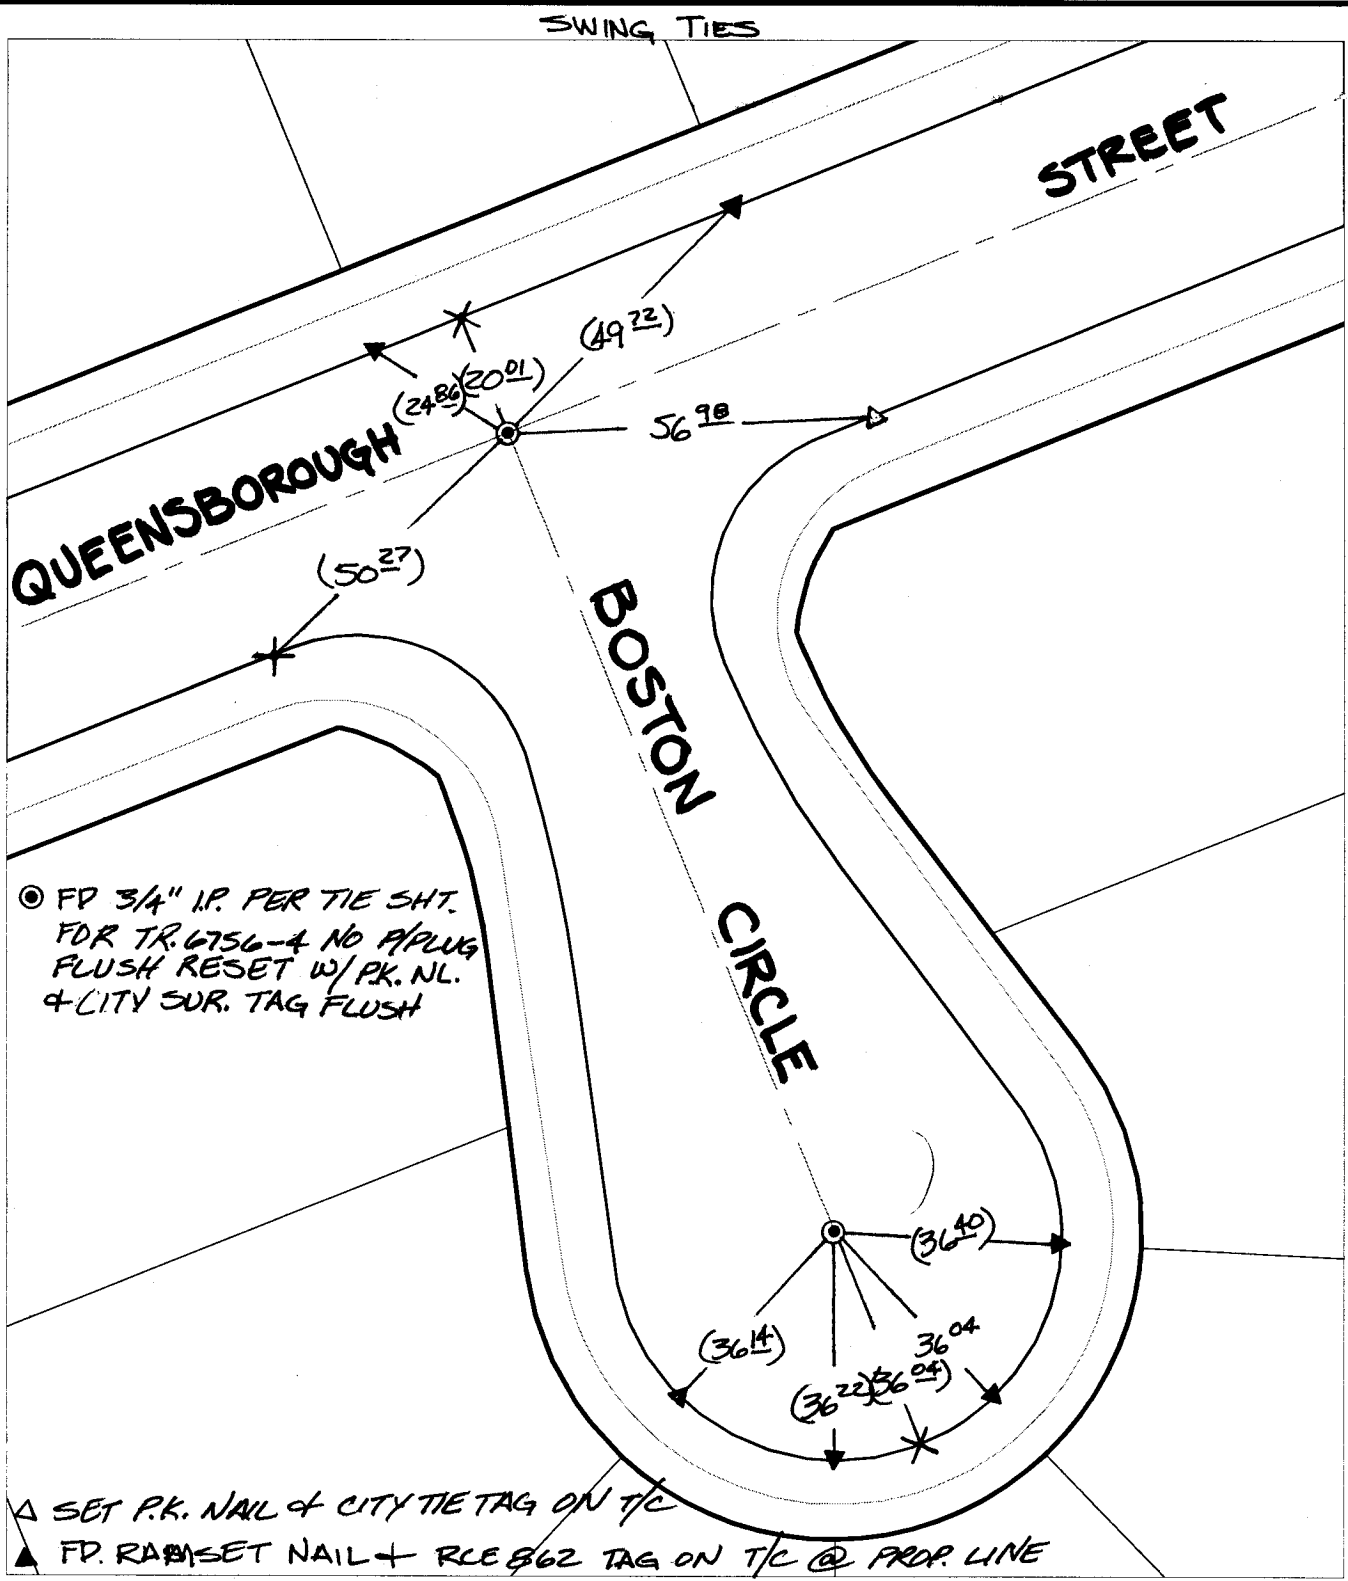 SWING TIES
STREET
(49 72)
(24 86)
(20 01)
56 98
QUEENSBOROUGH
(50 27)
BOSTON
CIRCLE
⦿ FD 3/4" I.P. PER TIE SHT.
FOR TR. 6756-4 NO P/PLUG
FLUSH RESET W/ P.K. NL.
& CITY SUR. TAG FLUSH
(36 40)
(36 14)
36 04
(36 22)
(36 04)
△ SET P.K. NAIL & CITY TIE TAG ON T/C
▲ FD. RAMSET NAIL + RCE 862 TAG ON T/C @ PROP. LINE